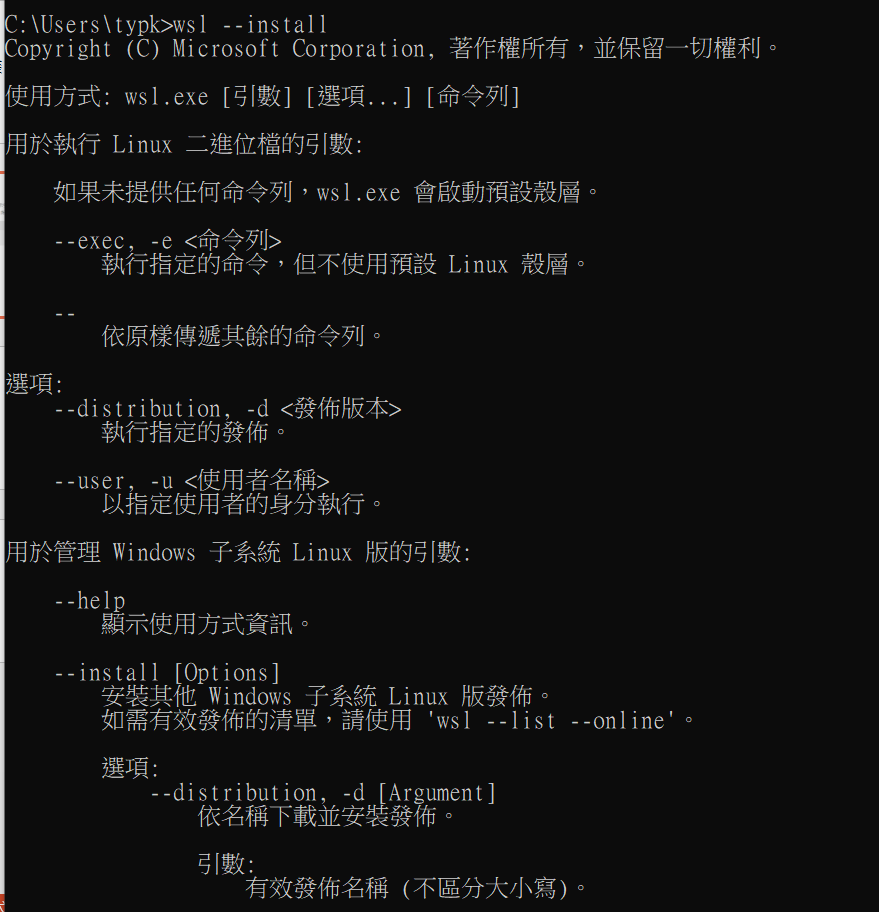 C:\Users\typk>wsl --install
Copyright (C) Microsoft Corporation, 著作權所有，並保留一切權利。
使用方式: wsl.exe [引數] [選項...] [命令列]
用於執行 Linux 二進位檔的引數:
如果未提供任何命令列，wsl.exe 會啟動預設殼層。
--exec, -e <命令列>
執行指定的命令，但不使用預設 Linux 殼層。
--
依原樣傳遞其餘的命令列。
選項:
--distribution, -d <發佈版本>
執行指定的發佈。
--user, -u <使用者名稱>
以指定使用者的身分執行。
用於管理 Windows 子系統 Linux 版的引數:
--help
顯示使用方式資訊。
--install [Options]
安裝其他 Windows 子系統 Linux 版發佈。
如需有效發佈的清單，請使用 'wsl --list --online'。
選項:
--distribution, -d [Argument]
依名稱下載並安裝發佈。
引數:
有效發佈名稱 (不區分大小寫)。